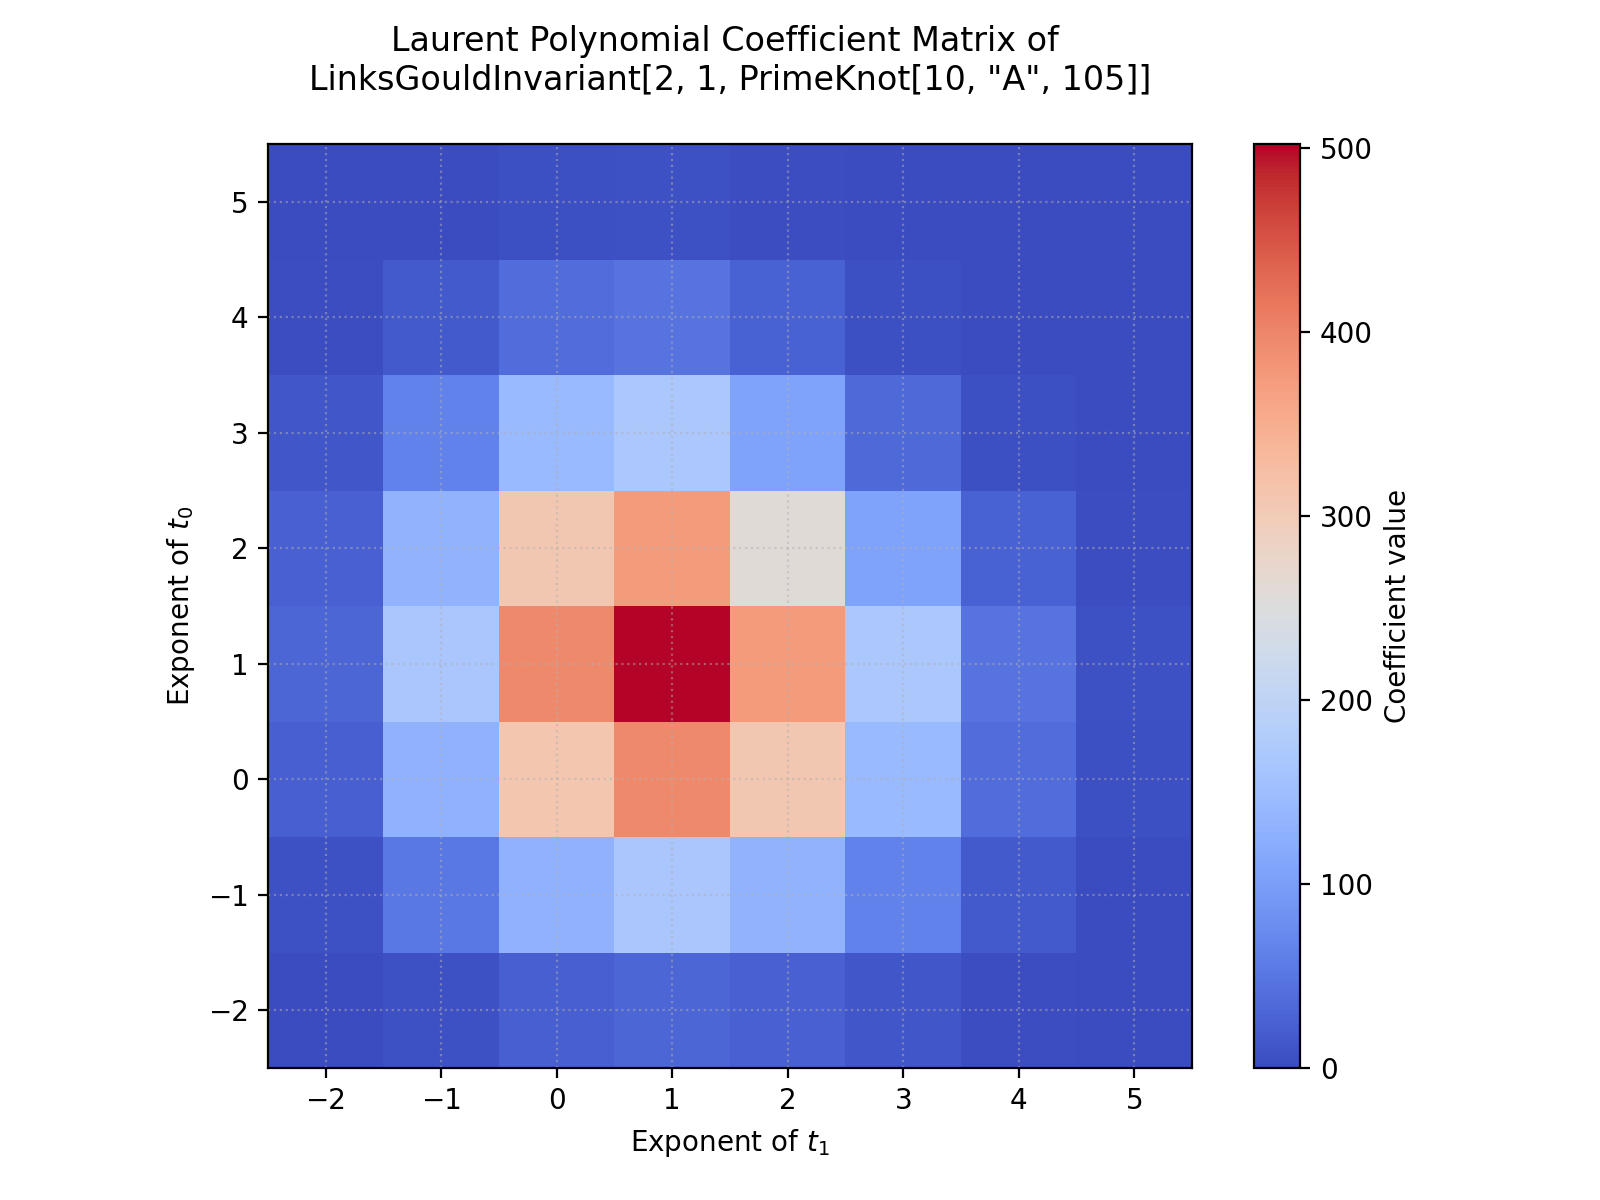 Laurent Polynomial Coefficient Matrix of
LinksGouldInvariant[2, 1, PrimeKnot[10, "A", 105]]
5
4
3
2
1
0
−1
−2
Exponent of t₀
−2 −1 0 1 2 3 4 5
Exponent of t₁
500
400
300
200
100
0
Coefficient value